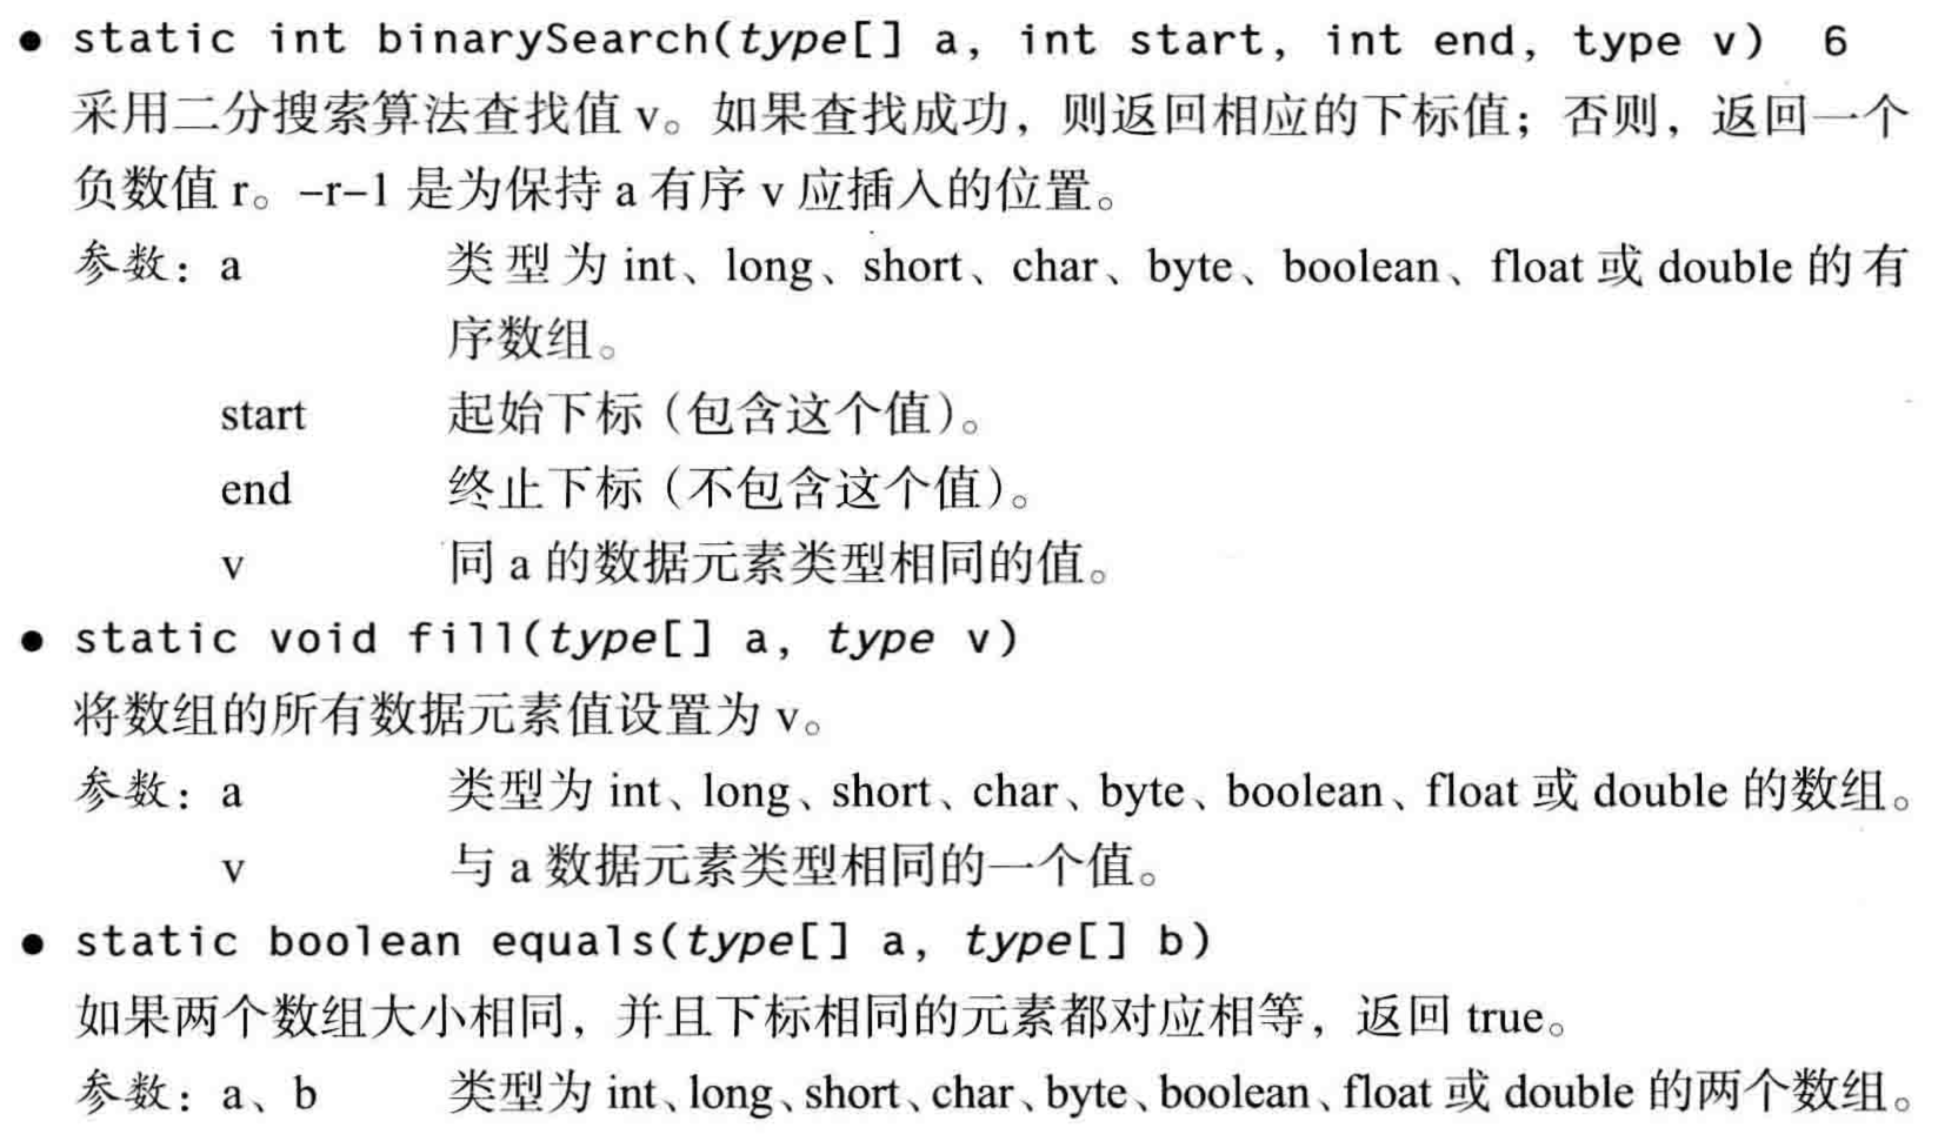 ● static int binarySearch(type[] a, int start, int end, type v) 6
采用二分搜索算法查找值 v。如果查找成功，则返回相应的下标值；否则，返回一个
负数值 r。–r–1 是为保持 a 有序 v 应插入的位置。
参数：a 类型为 int、long、short、char、byte、boolean、float 或 double 的有
序数组。
start 起始下标（包含这个值）。
end 终止下标（不包含这个值）。
v 同 a 的数据元素类型相同的值。
● static void fill(type[] a, type v)
将数组的所有数据元素值设置为 v。
参数：a 类型为 int、long、short、char、byte、boolean、float 或 double 的数组。
v 与 a 数据元素类型相同的一个值。
● static boolean equals(type[] a, type[] b)
如果两个数组大小相同，并且下标相同的元素都对应相等，返回 true。
参数：a、b 类型为 int、long、short、char、byte、boolean、float 或 double 的两个数组。